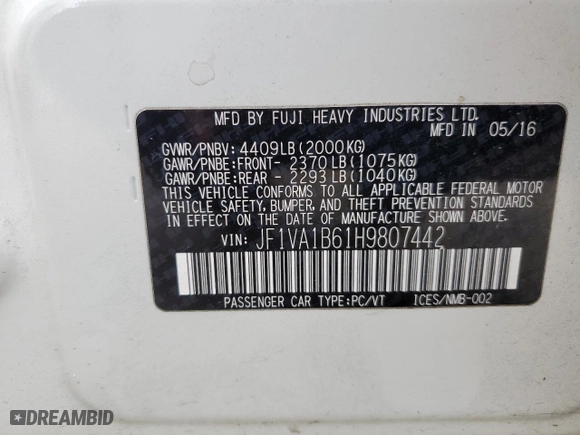 MFD BY FUJI HEAVY INDUSTRIES LTD.
MFD IN 05/16
GVWR/PNBV: 4409LB(2000KG)
GAWR/PNBE:FRONT- 2370LB(1075KG)
GAWR/PNBE:REAR - 2293LB(1040KG)
THIS VEHICLE CONFORMS TO ALL APPLICABLE FEDERAL MOTOR
VEHICLE SAFETY, BUMPER, AND THEFT PREVENTION STANDARDS
IN EFFECT ON THE DATE OF MANUFACTURE SHOWN ABOVE.
VIN: JF1VA1B61H9807442
PASSENGER CAR TYPE:PC/VT ICES/NMB-002
DREAMBID